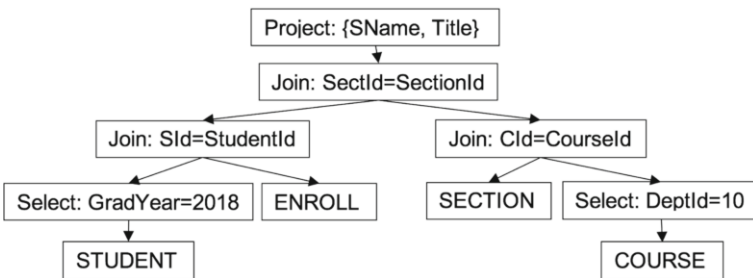 Project: {SName, Title}
Join: SectId=SectionId
Join: SId=StudentId
Join: CId=CourseId
Select: GradYear=2018
ENROLL
SECTION
Select: DeptId=10
STUDENT
COURSE